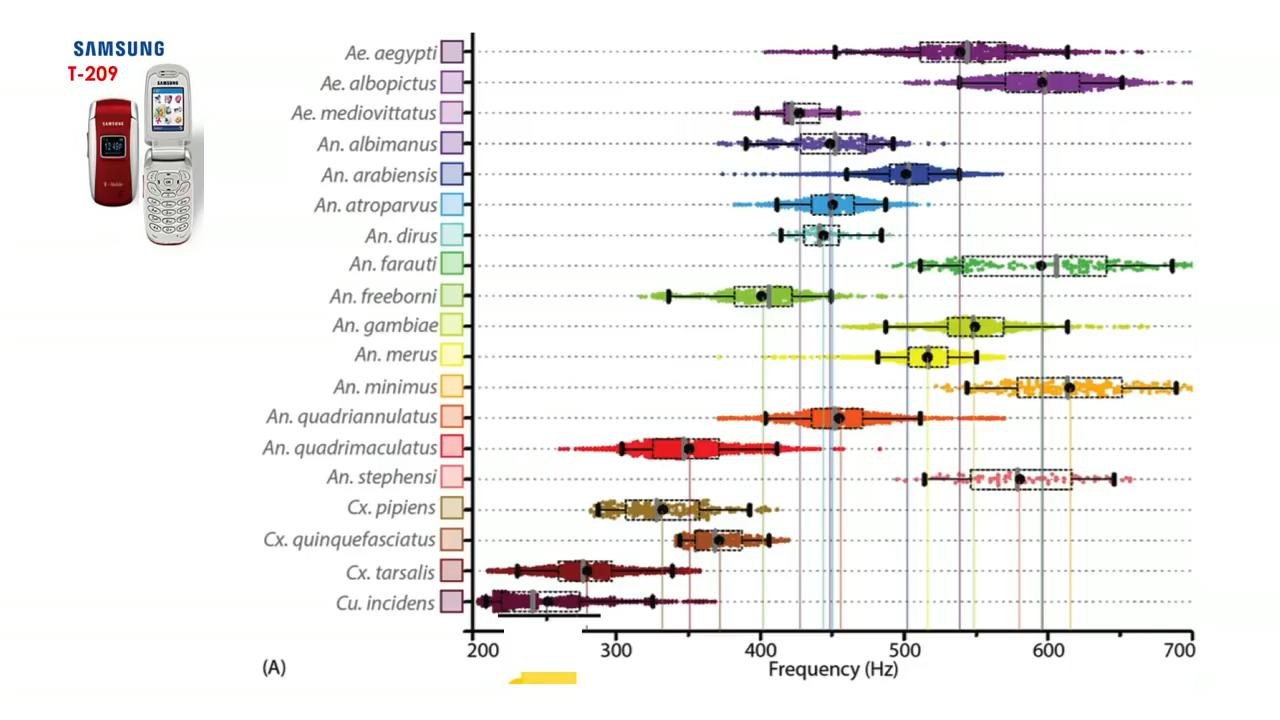 SAMSUNG
T-209
Ae. aegypti
Ae. albopictus
Ae. mediovittatus
An. albimanus
An. arabiensis
An. atroparvus
An. dirus
An. farauti
An. freeborni
An. gambiae
An. merus
An. minimus
An. quadriannulatus
An. quadrimaculatus
An. stephensi
Cx. pipiens
Cx. quinquefasciatus
Cx. tarsalis
Cu. incidens
200 300 400 500 600 700
(A) Frequency (Hz)